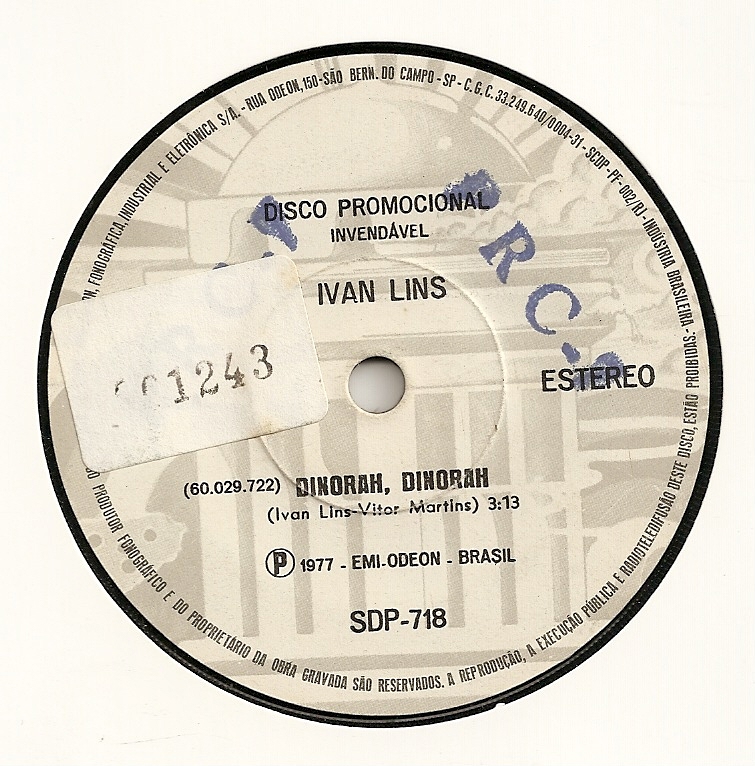 ON, FONOGRÁFICA, INDUSTRIAL E ELETRÔNICA S/A. - RUA ODEON, 150 - SÃO BERN. DO CAMPO - SP - C.G.C. 33.249.640/0004-31 - SCDP - PF - 002/RJ - INDÚSTRIA BRASILEIRA
DISCO PROMOCIONAL
INVENDÁVEL
IVAN LINS
RC
1243
ESTEREO
(60.029.722) DINORAH, DINORAH
(Ivan Lins-Vitor Martins) 3:13
Ⓟ 1977 - EMI-ODEON - BRASIL
SDP-718
DO PRODUTOR FONOGRÁFICO E DO PROPRIETÁRIO DA OBRA GRAVADA SÃO RESERVADOS. A REPRODUÇÃO, A EXECUÇÃO PÚBLICA E RADIOTELEDIFUSÃO DESTE DISCO, ESTÃO PROIBIDAS.